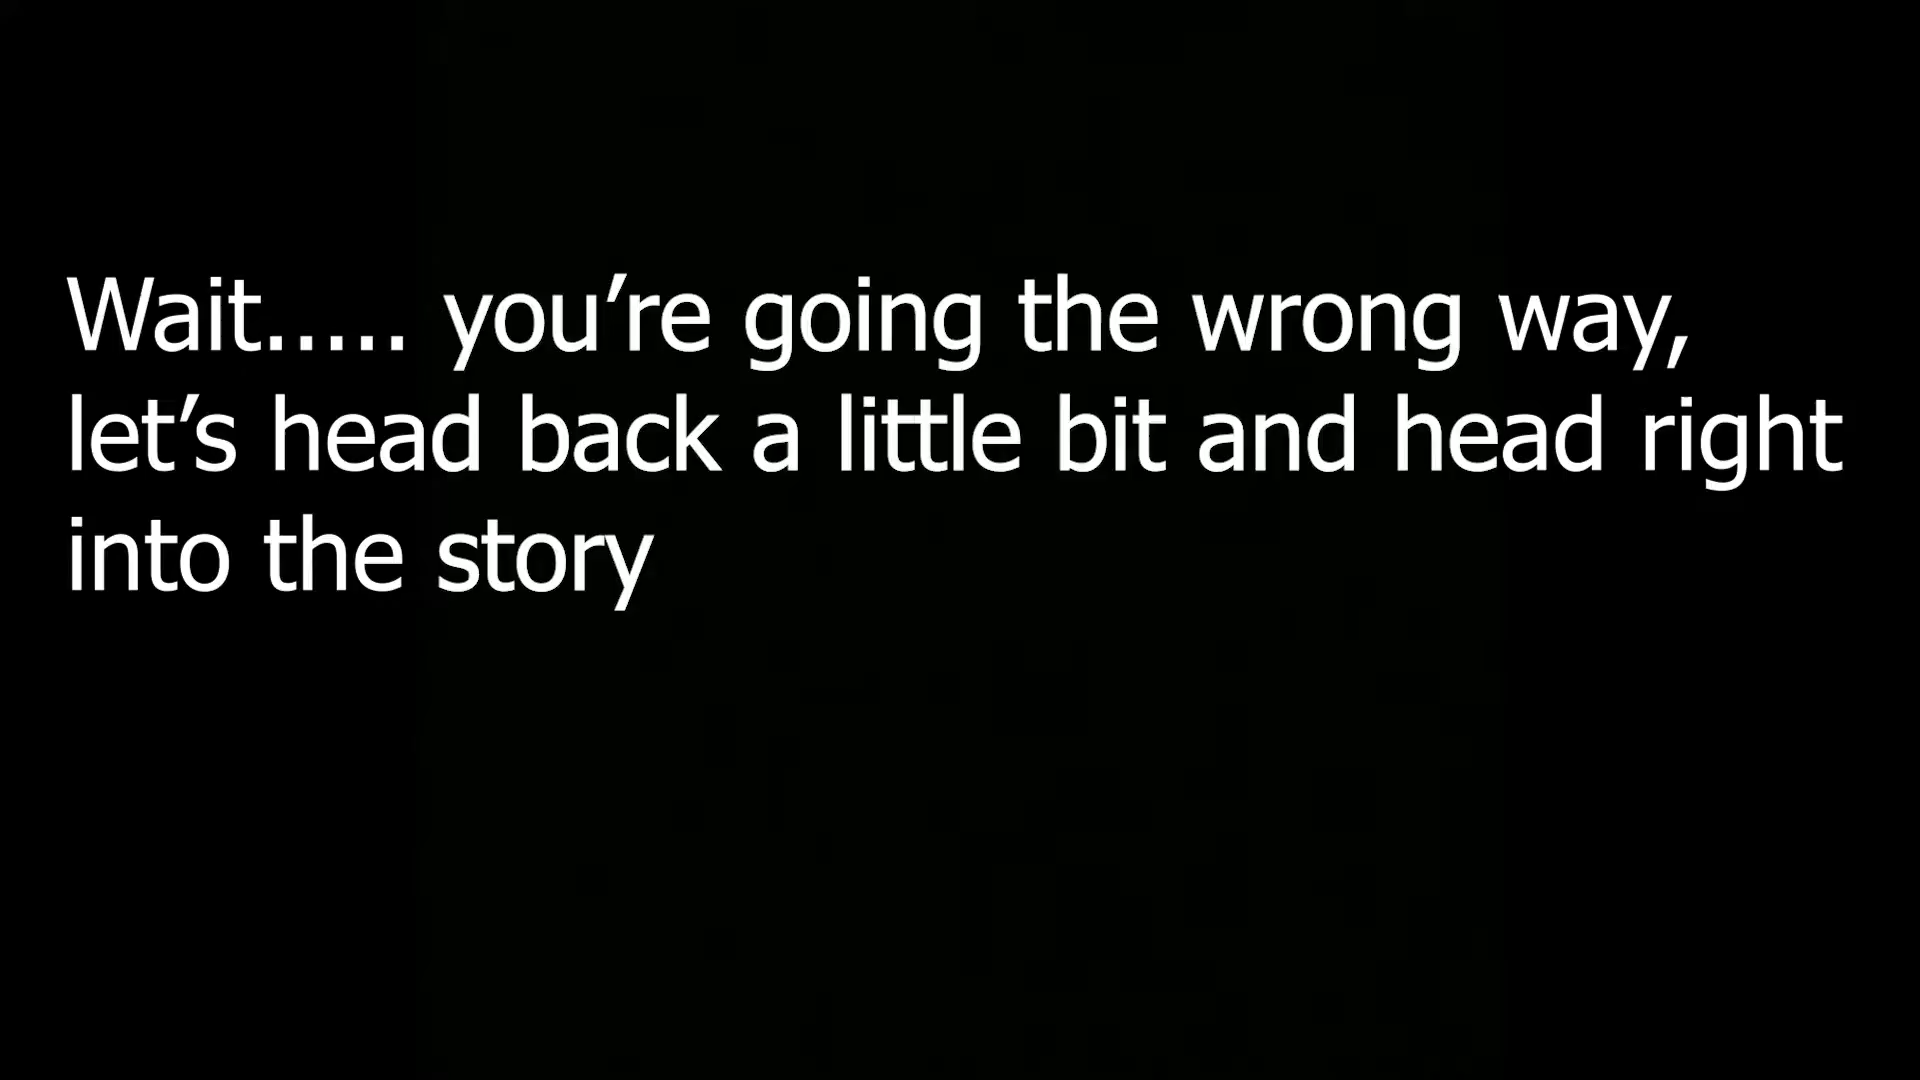 Wait..... you’re going the wrong way,
let’s head back a little bit and head right
into the story